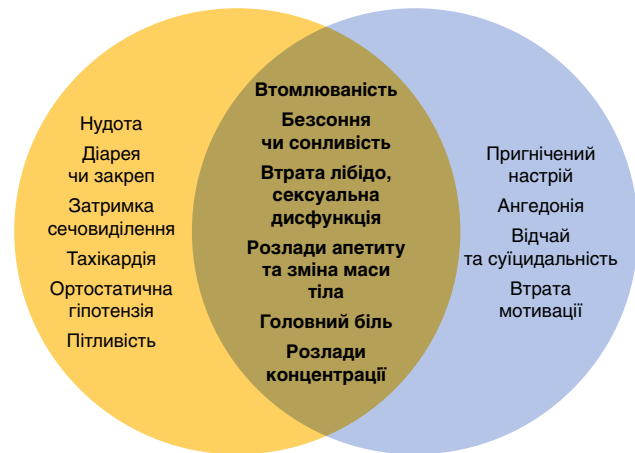 Нудота
Діарея
чи закреп
Затримка
сечовиділення
Тахікардія
Ортостатична
гіпотензія
Пітливість
Втомлюваність
Безсоння
чи сонливість
Втрата лібідо,
сексуальна
дисфункція
Розлади апетиту
та зміна маси
тіла
Головний біль
Розлади
концентрації
Пригнічений
настрій
Ангедонія
Відчай
та суїцидальність
Втрата
мотивації